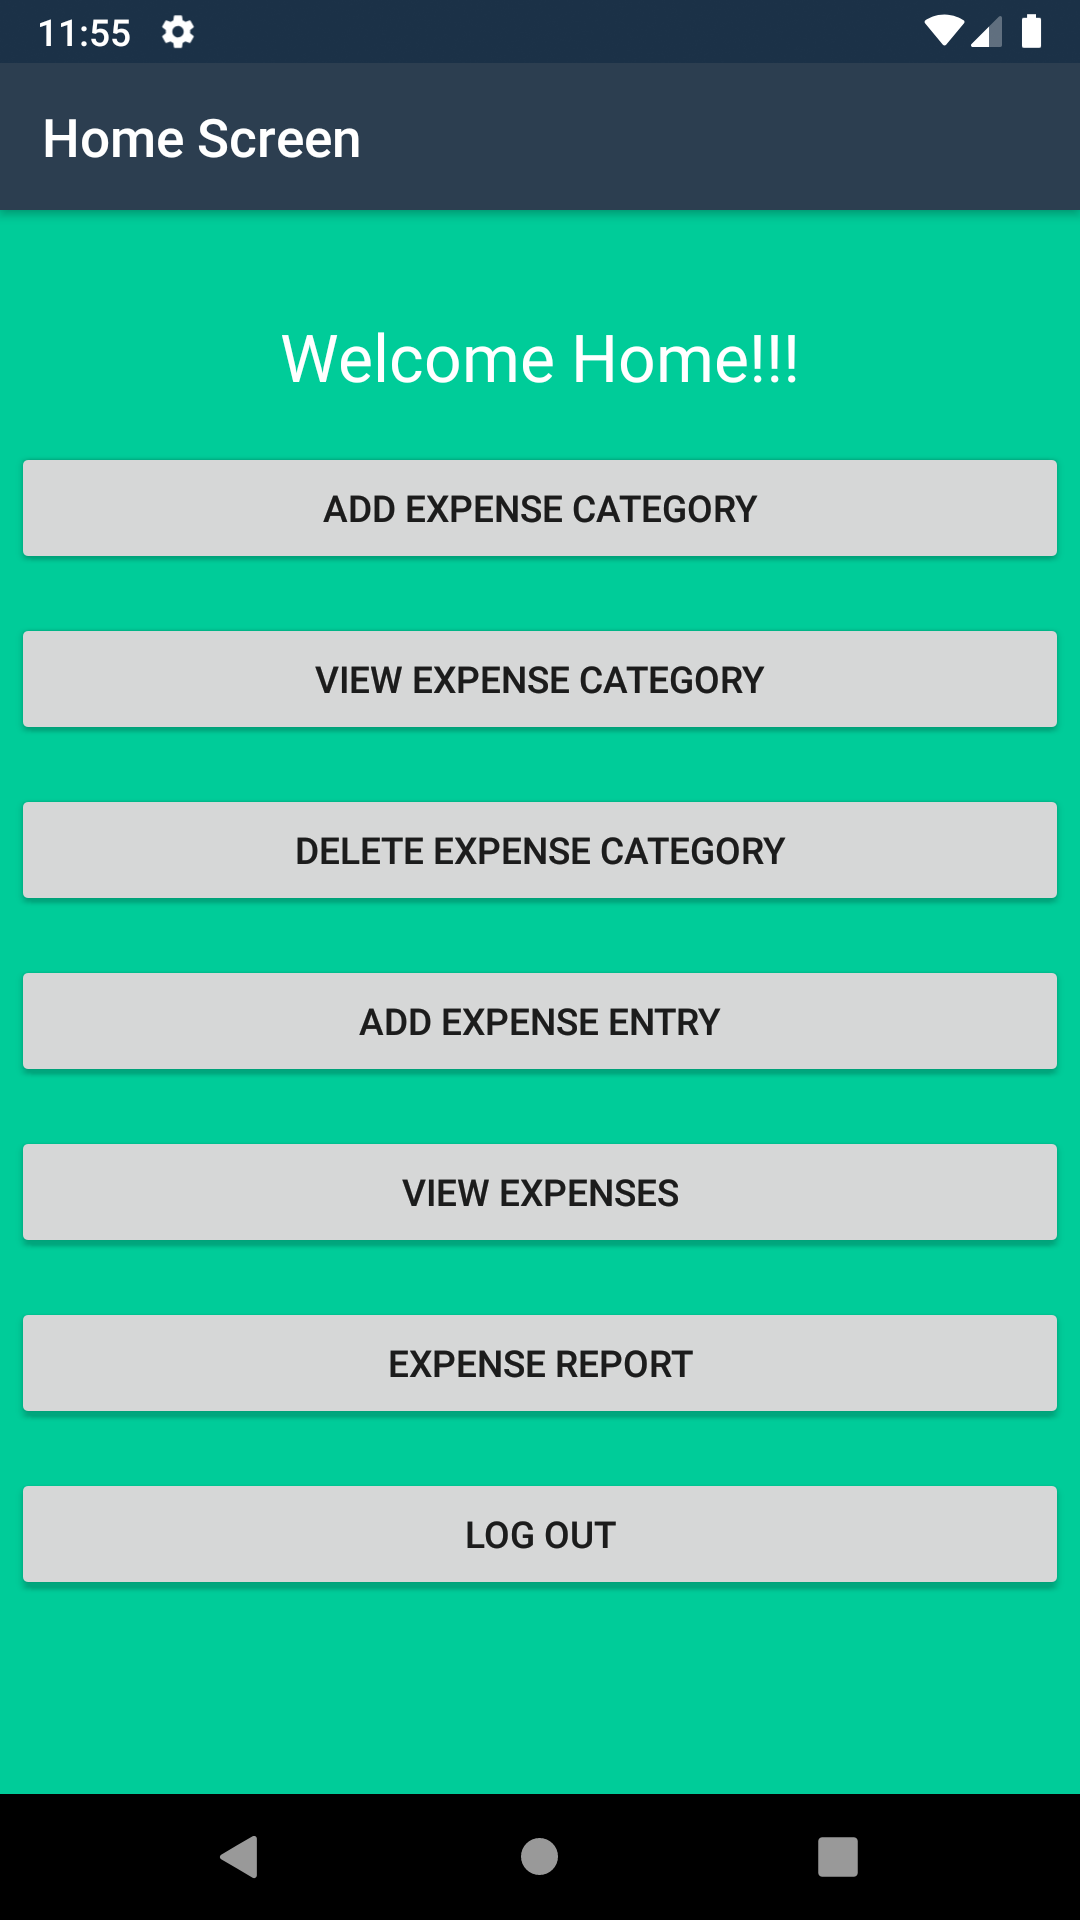 11:55
Home Screen
Welcome Home!!!
ADD EXPENSE CATEGORY
VIEW EXPENSE CATEGORY
DELETE EXPENSE CATEGORY
ADD EXPENSE ENTRY
VIEW EXPENSES
EXPENSE REPORT
LOG OUT